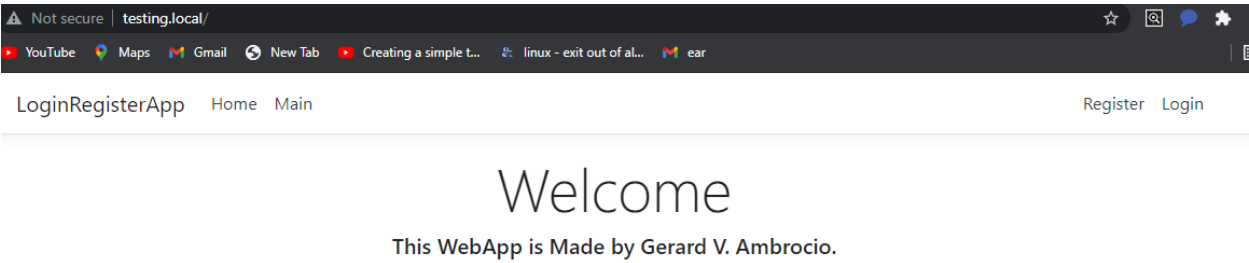 Not secure | testing.local/
YouTube Maps Gmail New Tab Creating a simple t... linux - exit out of al... ear
LoginRegisterApp Home Main Register Login
Welcome
This WebApp is Made by Gerard V. Ambrocio.